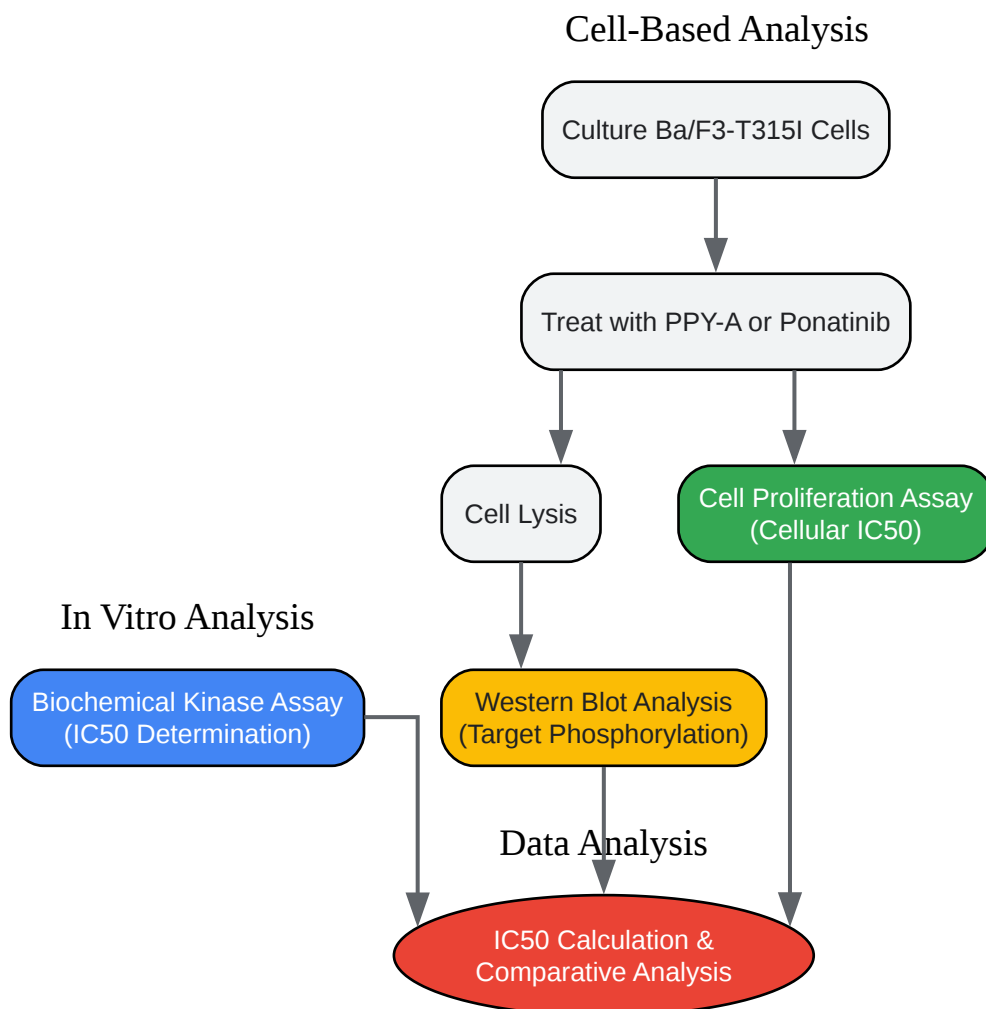 Cell-Based Analysis
Culture Ba/F3-T315I Cells
Treat with PPY-A or Ponatinib
Cell Lysis
Cell Proliferation Assay
(Cellular IC50)
In Vitro Analysis
Biochemical Kinase Assay
(IC50 Determination)
Western Blot Analysis
(Target Phosphorylation)
Data Analysis
IC50 Calculation &
Comparative Analysis